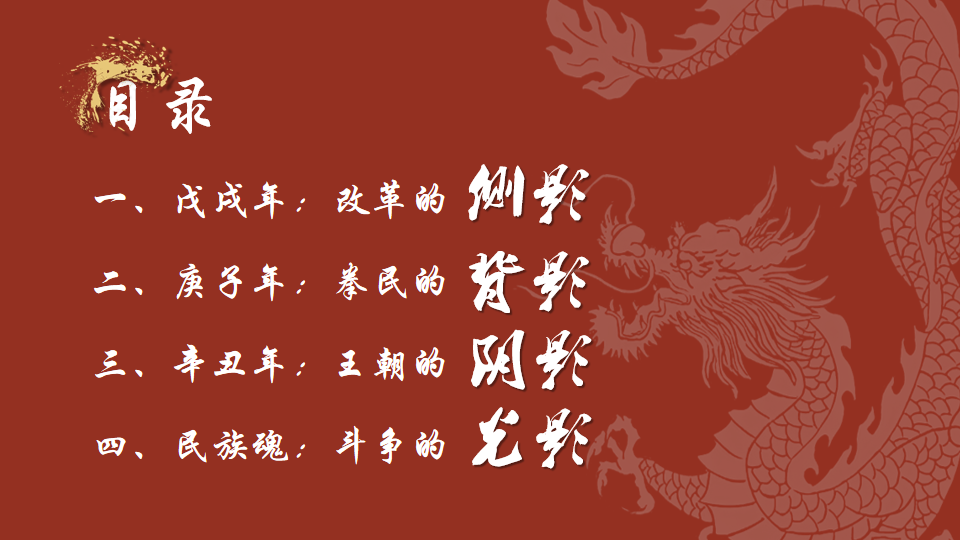 目录
一、戊戌年：改革的侧影
二、庚子年：拳民的背影
三、辛丑年：王朝的阴影
四、民族魂：斗争的光影